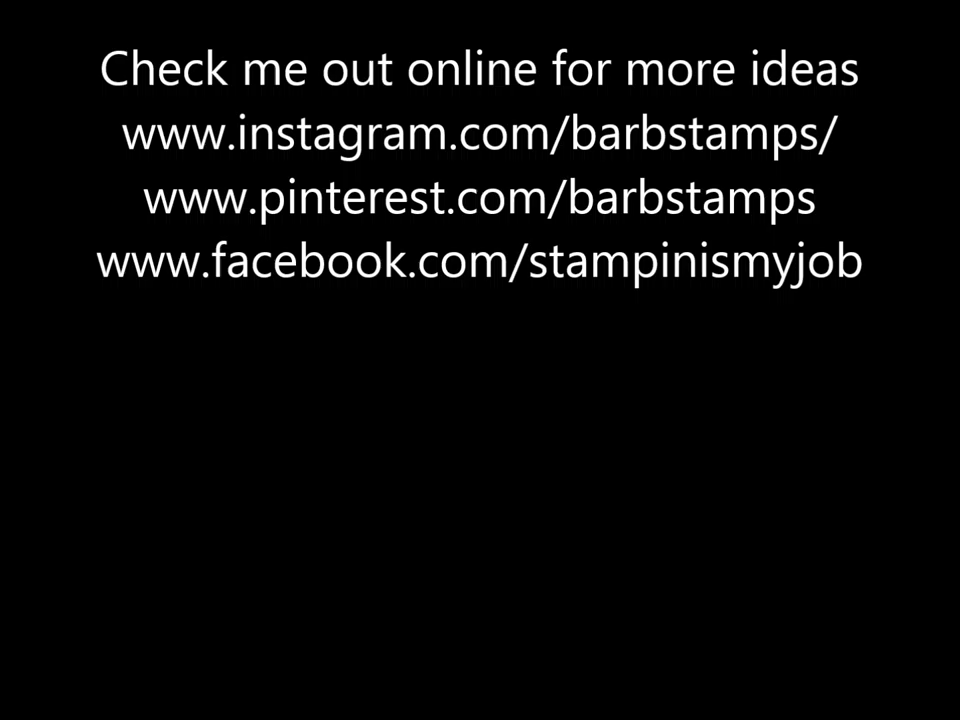 Check me out online for more ideas
www.instagram.com/barbstamps/
www.pinterest.com/barbstamps
www.facebook.com/stampinismyjob